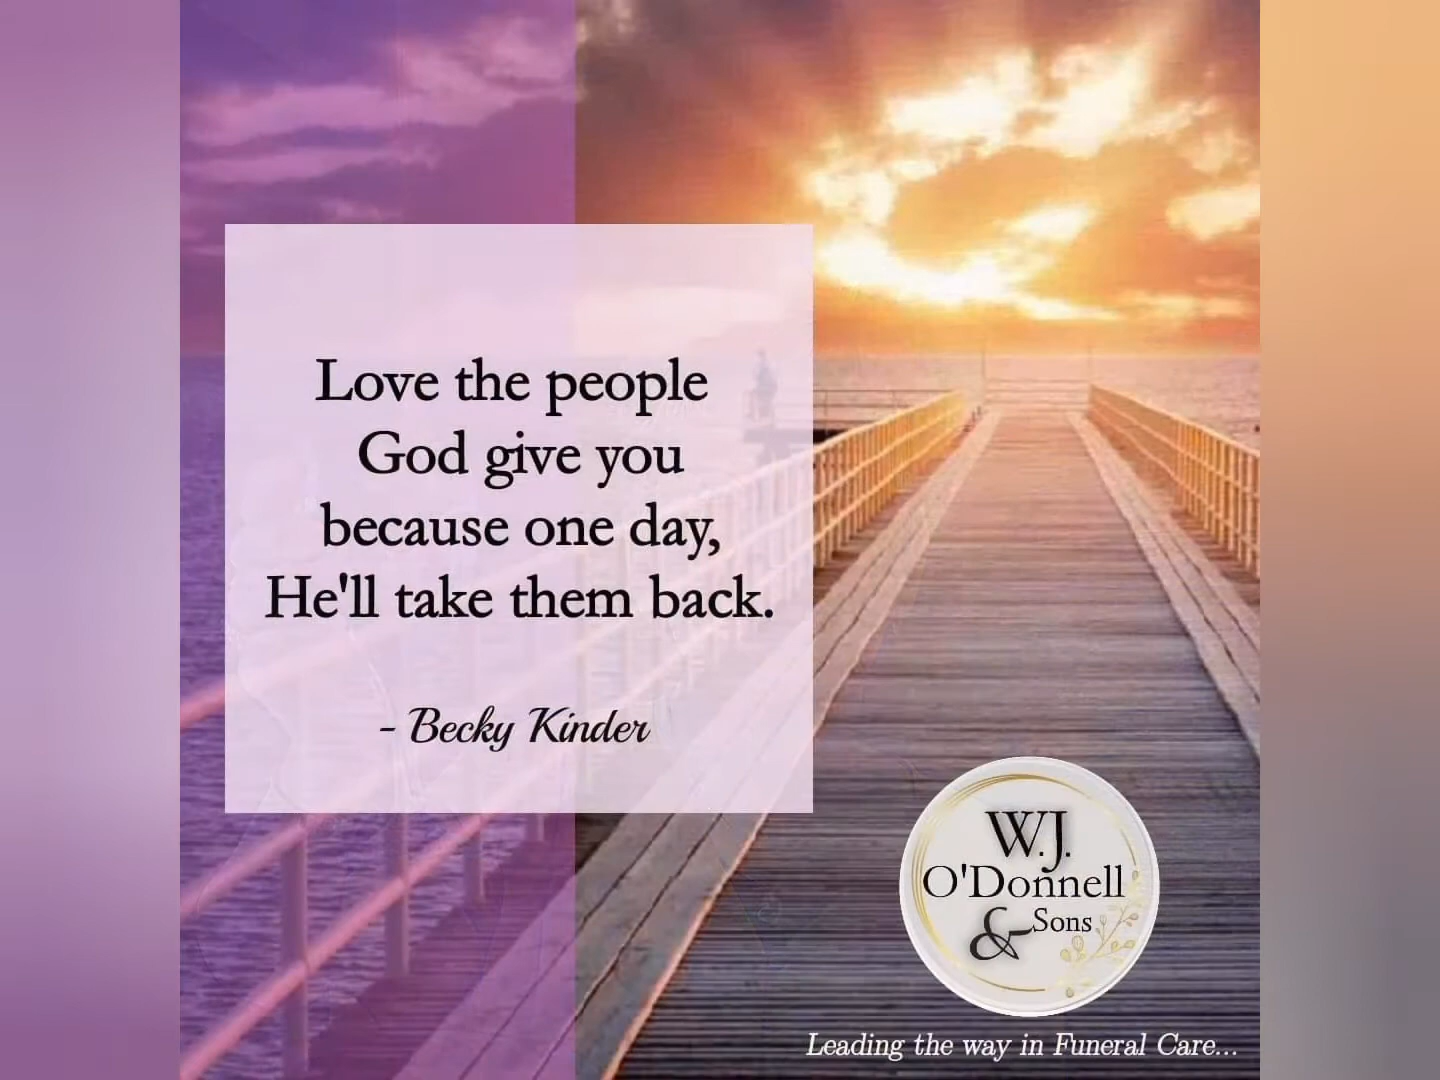 Love the people
God give you
because one day,
He'll take them back.
- Becky Kinder
W.J.
O'Donnell
& Sons
Leading the way in Funeral Care...